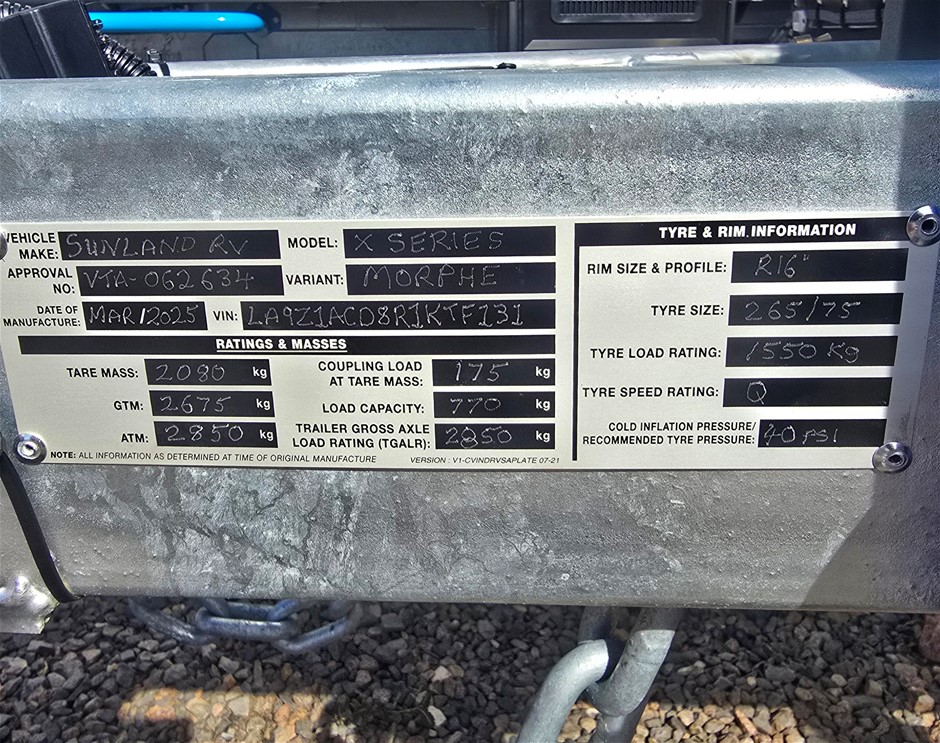 VEHICLE MAKE: SUNLAND RV
MODEL: X SERIES
APPROVAL NO: VTA-062634
VARIANT: MORPHE
DATE OF MANUFACTURE: MAR/2025
VIN: LA9Z1ACD8R1KTF131
RATINGS & MASSES
TARE MASS: 2080 kg
COUPLING LOAD AT TARE MASS: 175 kg
GTM: 2675 kg
LOAD CAPACITY: 770 kg
ATM: 2850 kg
TRAILER GROSS AXLE LOAD RATING (TGALR): 2850 kg
NOTE: ALL INFORMATION AS DETERMINED AT TIME OF ORIGINAL MANUFACTURE
VERSION : V1-CVINDRVSAPLATE 07-21
TYRE & RIM. INFORMATION
RIM SIZE & PROFILE: R16"
TYRE SIZE: 265/75
TYRE LOAD RATING: 1550 Kg
TYRE SPEED RATING: Q
COLD INFLATION PRESSURE/
RECOMMENDED TYRE PRESSURE: 40 PSI